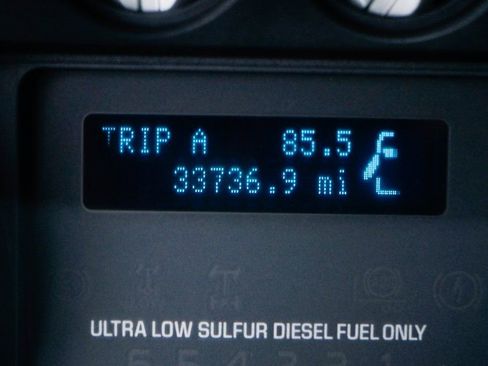 TRIP A 85.5
33736.9 mi
ULTRA LOW SULFUR DIESEL FUEL ONLY